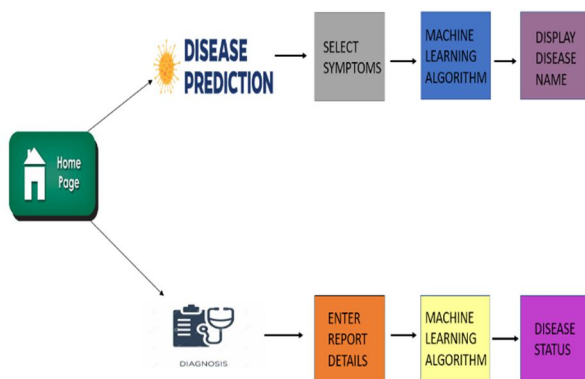 DISEASE
PREDICTION
SELECT
SYMPTOMS
MACHINE
LEARNING
ALGORITHM
DISPLAY
DISEASE
NAME
Home
Page
DIAGNOSIS
ENTER
REPORT
DETAILS
MACHINE
LEARNING
ALGORITHM
DISEASE
STATUS